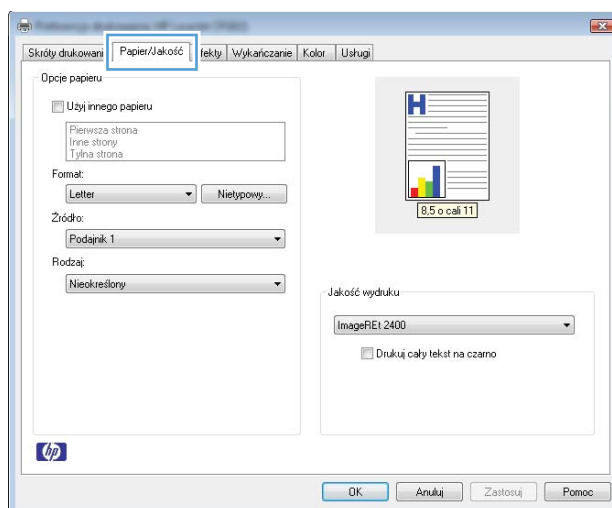 Skróty drukowani Papier/Jakość fekty Wykańczanie Kolor Usługi
Opcje papieru
Użyj innego papieru
Pierwsza strona
Inne strony
Tylna strona
Format:
Letter Nietypowy...
Źródło:
Podajnik 1
Rodzaj:
Nieokreślony
H
8,5 o cali 11
Jakość wydruku
ImageREt 2400
Drukuj cały tekst na czarno
hp
OK Anuluj Zastosuj Pomoc